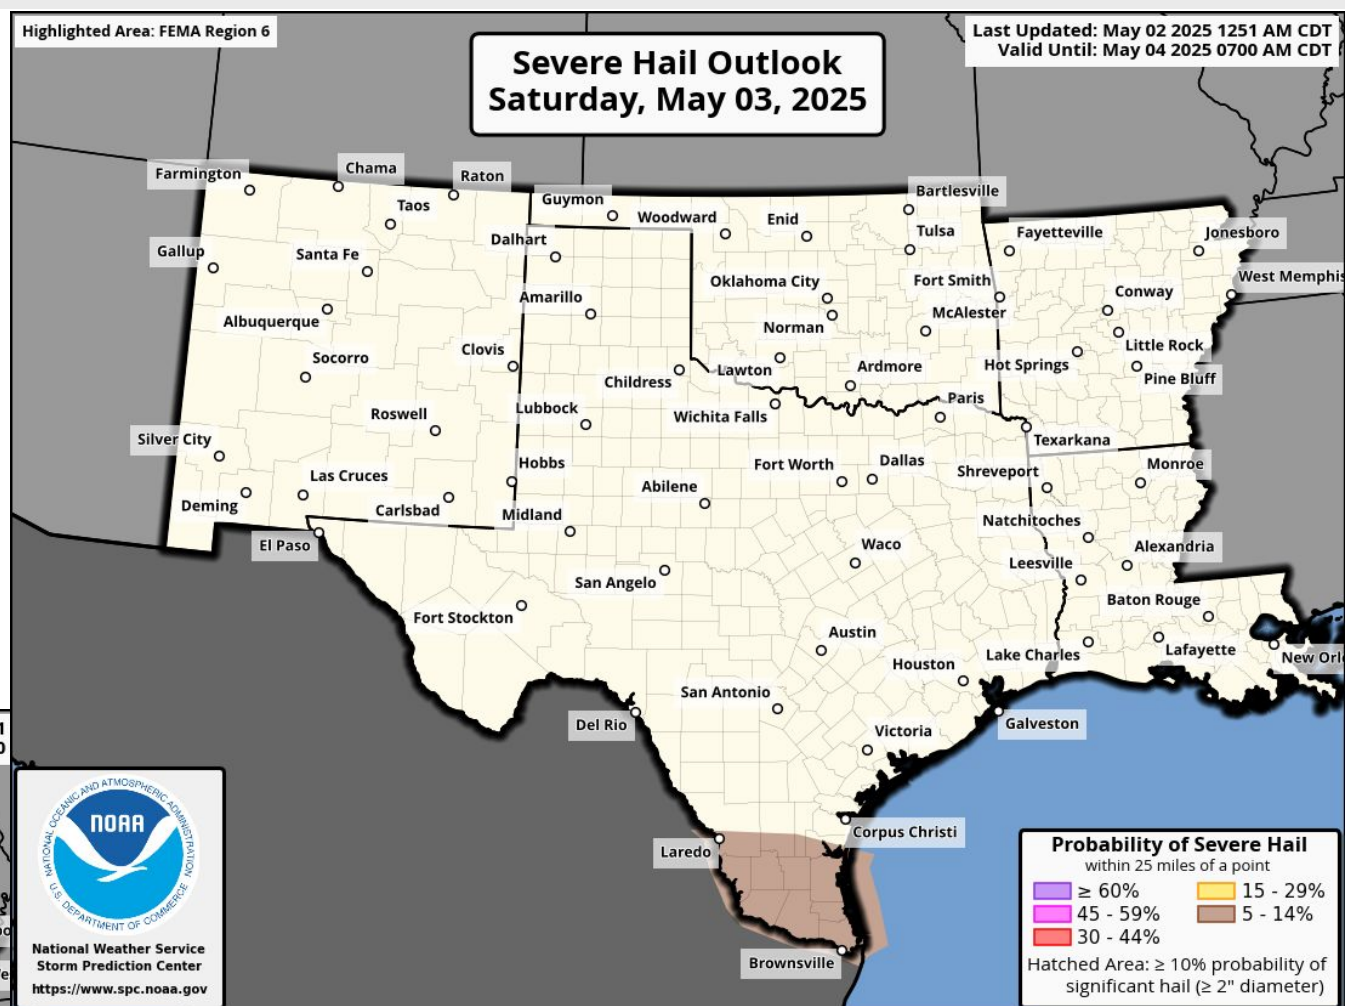 Highlighted Area: FEMA Region 6
Last Updated: May 02 2025 1251 AM CDT
Valid Until: May 04 2025 0700 AM CDT
Severe Hail Outlook
Saturday, May 03, 2025
Farmington
Chama
Raton
Taos
Guymon
Woodward
Enid
Bartlesville
Tulsa
Fayetteville
Jonesboro
Gallup
Santa Fe
Dalhart
Oklahoma City
Fort Smith
West Memphis
Albuquerque
Amarillo
Norman
McAlester
Conway
Socorro
Clovis
Childress
Lawton
Ardmore
Hot Springs
Little Rock
Pine Bluff
Roswell
Lubbock
Wichita Falls
Paris
Texarkana
Silver City
Las Cruces
Hobbs
Abilene
Fort Worth
Dallas
Shreveport
Monroe
Deming
Carlsbad
Midland
Natchitoches
El Paso
San Angelo
Waco
Leesville
Alexandria
Fort Stockton
Austin
Baton Rouge
Houston
Lake Charles
Lafayette
New Orl
San Antonio
Del Rio
Victoria
Galveston
Laredo
Corpus Christi
Brownsville
NATIONAL OCEANIC AND ATMOSPHERIC ADMINISTRATION
NOAA
U.S. DEPARTMENT OF COMMERCE
National Weather Service
Storm Prediction Center
https://www.spc.noaa.gov
Probability of Severe Hail
within 25 miles of a point
≥ 60% 15 - 29%
45 - 59% 5 - 14%
30 - 44%
Hatched Area: ≥ 10% probability of
significant hail (≥ 2" diameter)